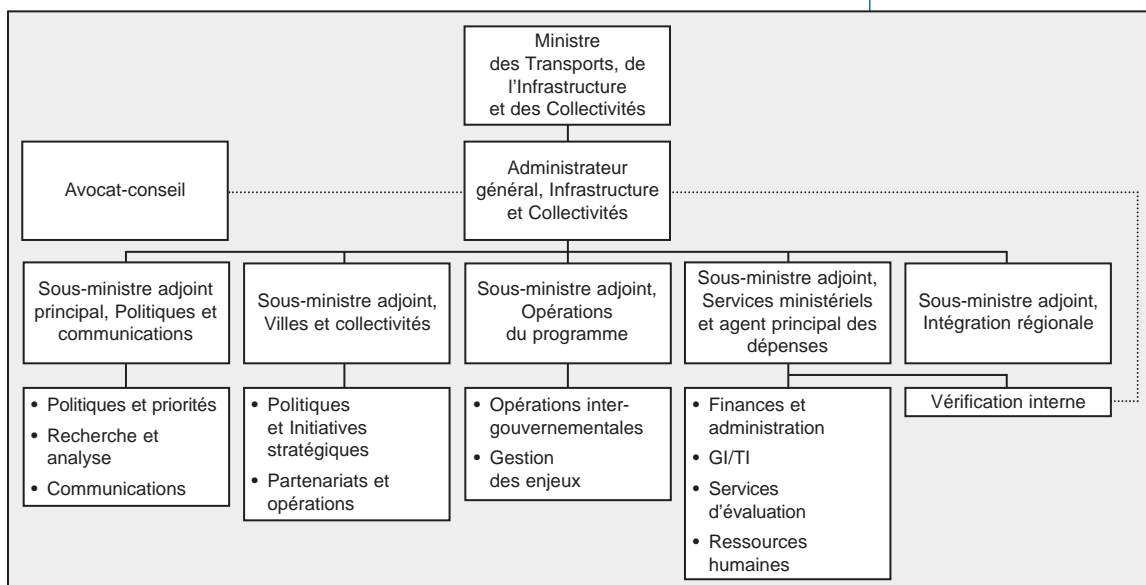 Ministre
des Transports, de
l'Infrastructure
et des Collectivités
Avocat-conseil
Administrateur
général, Infrastructure
et Collectivités
Sous-ministre adjoint
principal, Politiques et
communications
Sous-ministre adjoint,
Villes et collectivités
Sous-ministre adjoint,
Opérations
du programme
Sous-ministre adjoint,
Services ministériels
et agent principal des
dépenses
Sous-ministre adjoint,
Intégration régionale
• Politiques et priorités
• Recherche et
analyse
• Communications
• Politiques
et Initiatives
stratégiques
• Partenariats et
opérations
• Opérations inter-
gouvernementales
• Gestion
des enjeux
• Finances et
administration
• GI/TI
• Services
d'évaluation
• Ressources
humaines
Vérification interne